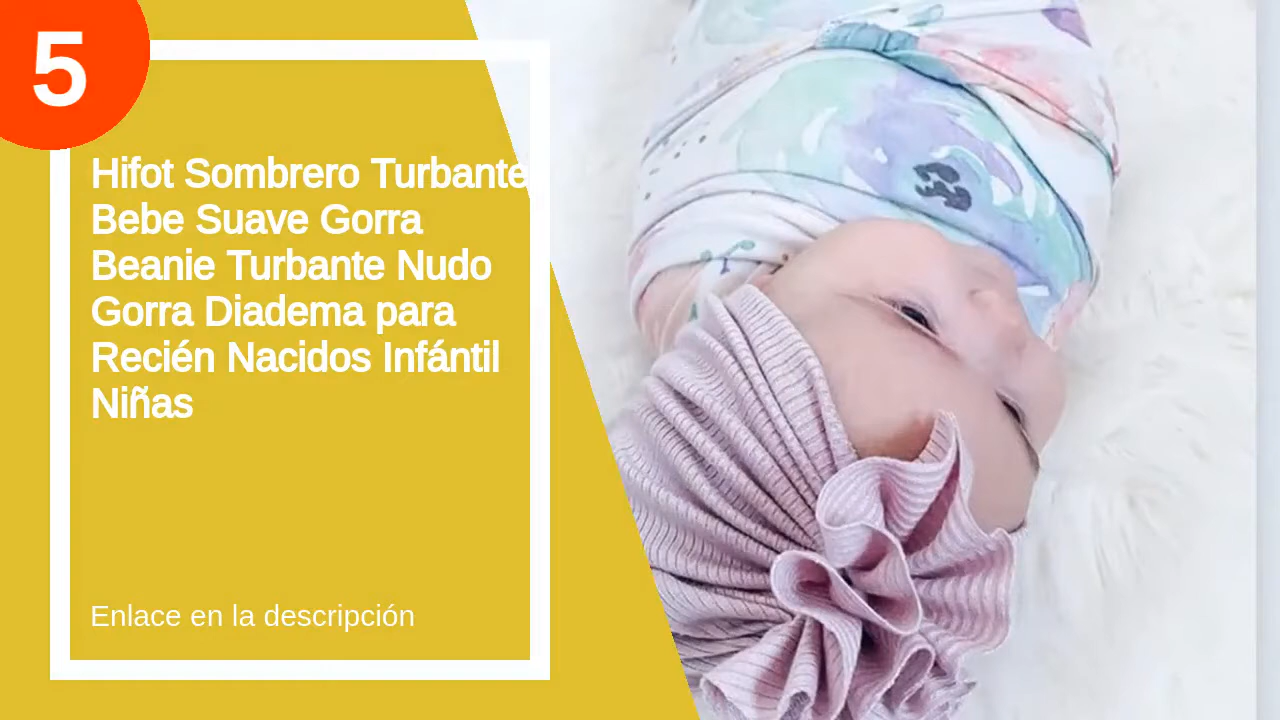 5
Hifot Sombrero Turbante
Bebe Suave Gorra
Beanie Turbante Nudo
Gorra Diadema para
Recién Nacidos Infántil
Niñas
Enlace en la descripción